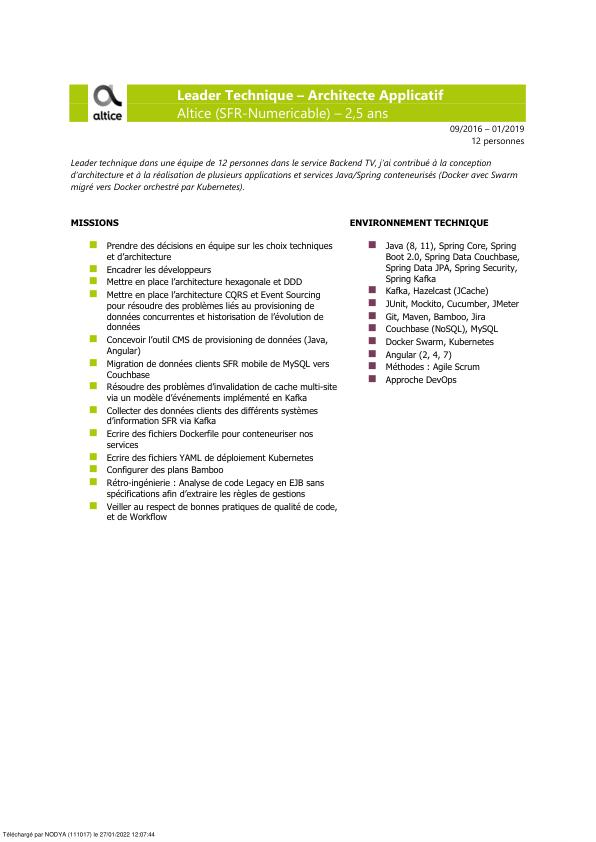 altice
Leader Technique – Architecte Applicatif
Altice (SFR-Numericable) – 2,5 ans
09/2016 – 01/2019
12 personnes
Leader technique dans une équipe de 12 personnes dans le service Backend TV, j'ai contribué à la conception
d'architecture et à la réalisation de plusieurs applications et services Java/Spring conteneurisés (Docker avec Swarm
migré vers Docker orchestré par Kubernetes).
MISSIONS
Prendre des décisions en équipe sur les choix techniques
et d'architecture
Encadrer les développeurs
Mettre en place l'architecture hexagonale et DDD
Mettre en place l'architecture CQRS et Event Sourcing
pour résoudre des problèmes liés au provisioning de
données concurrentes et historisation de l'évolution de
données
Concevoir l'outil CMS de provisioning de données (Java,
Angular)
Migration de données clients SFR mobile de MySQL vers
Couchbase
Résoudre des problèmes d'invalidation de cache multi-site
via un modèle d'événements implémenté en Kafka
Collecter des données clients des différents systèmes
d'information SFR via Kafka
Ecrire des fichiers Dockerfile pour conteneuriser nos
services
Ecrire des fichiers YAML de déploiement Kubernetes
Configurer des plans Bamboo
Rétro-ingénierie : Analyse de code Legacy en EJB sans
spécifications afin d'extraire les règles de gestions
Veiller au respect de bonnes pratiques de qualité de code,
et de Workflow
ENVIRONNEMENT TECHNIQUE
Java (8, 11), Spring Core, Spring
Boot 2.0, Spring Data Couchbase,
Spring Data JPA, Spring Security,
Spring Kafka
Kafka, Hazelcast (JCache)
JUnit, Mockito, Cucumber, JMeter
Git, Maven, Bamboo, Jira
Couchbase (NoSQL), MySQL
Docker Swarm, Kubernetes
Angular (2, 4, 7)
Méthodes : Agile Scrum
Approche DevOps
Téléchargé par NODYA (111017) le 27/01/2022 12:07:44